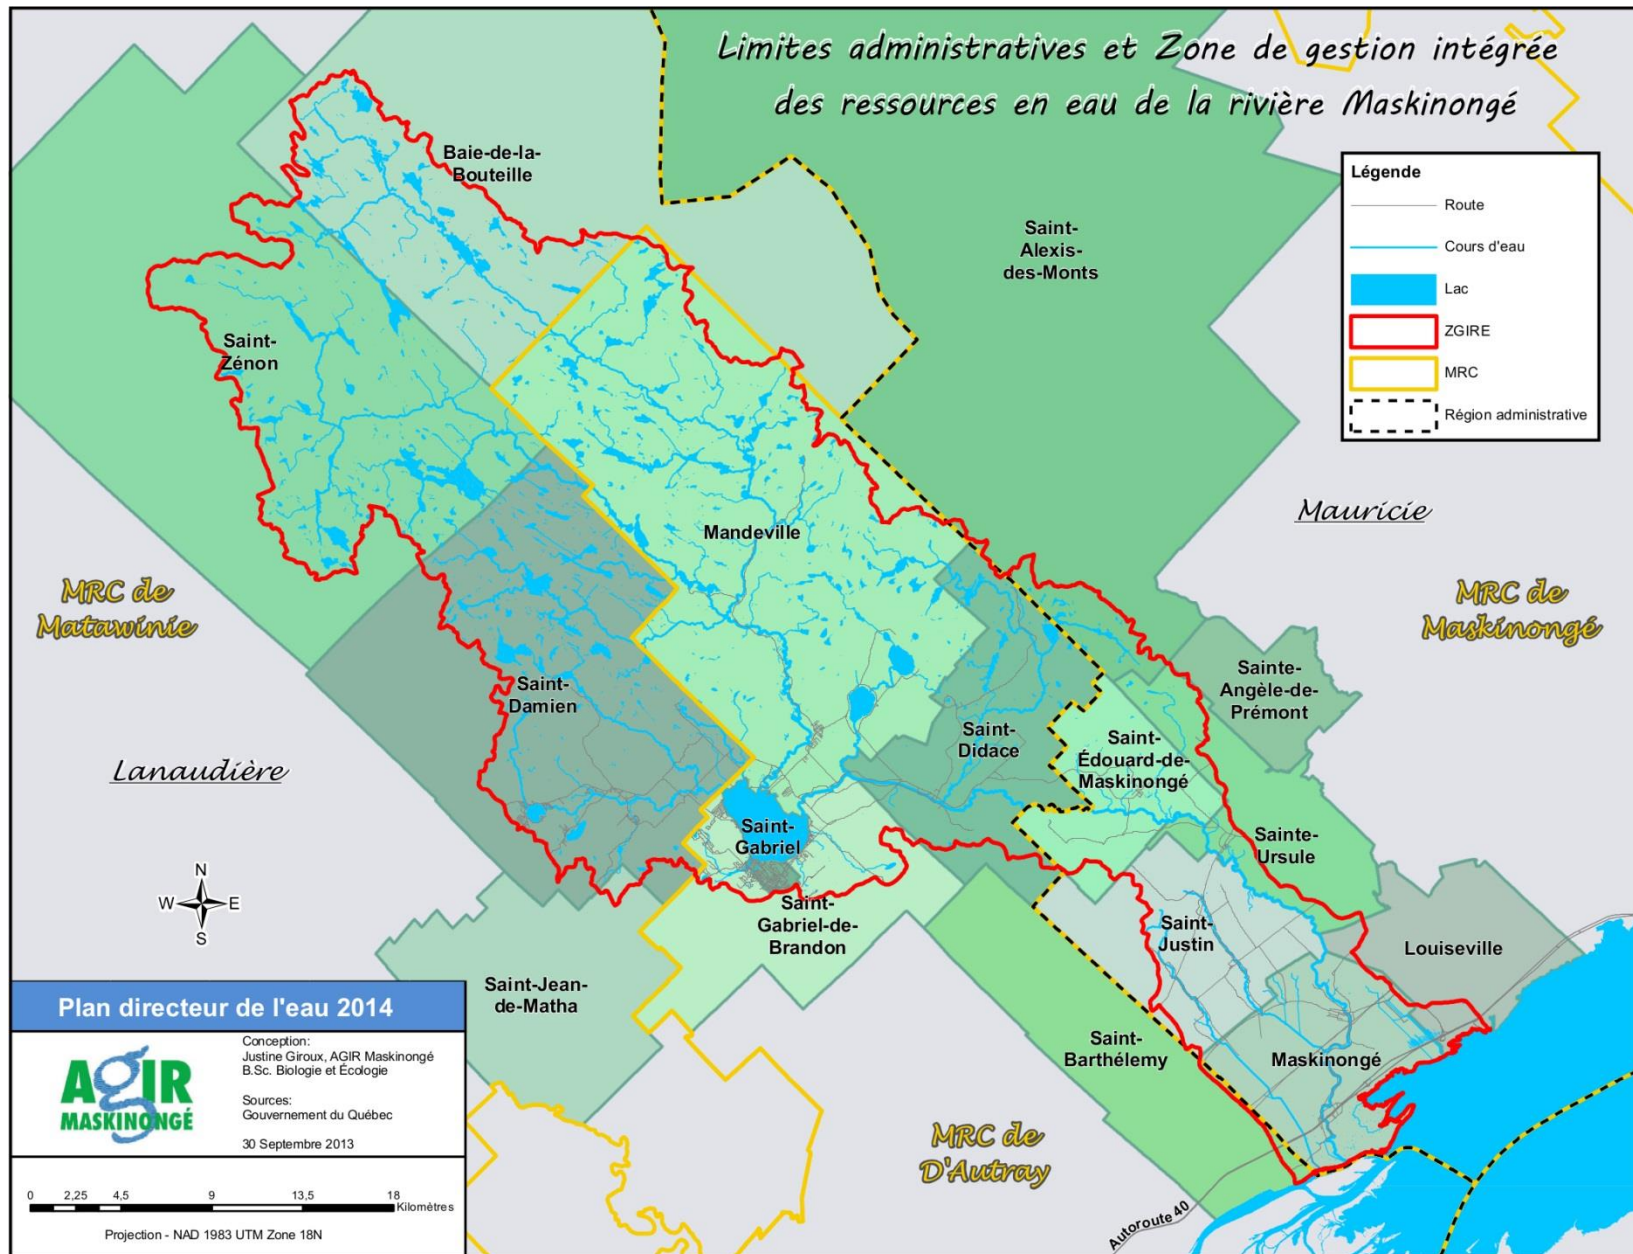 Limites administratives et Zone de gestion intégrée
des ressources en eau de la rivière Maskinongé
Légende
Route
Cours d'eau
Lac
ZGIRE
MRC
Région administrative
Baie-de-la-
Bouteille
Saint-
Alexis-
des-Monts
Saint-
Zénon
Mandeville
Mauricie
MRC de
Matawinie
MRC de
Maskinongé
Sainte-
Angèle-de-
Prémont
Saint-
Damien
Saint-
Didace
Saint-
Édouard-de-
Maskinongé
Lanaudière
Saint-
Gabriel
Sainte-
Ursule
N
W
E
S
Saint-
Gabriel-de-
Brandon
Saint-
Justin
Louiseville
Saint-Jean-
de-Matha
Saint-
Barthélemy
Maskinongé
MRC de
D'Autray
Autoroute 40
Plan directeur de l'eau 2014
AGIR
MASKINONGÉ
Conception:
Justine Giroux, AGIR Maskinongé
B.Sc. Biologie et Écologie
Sources:
Gouvernement du Québec
30 Septembre 2013
0 2,25 4,5 9 13,5 18
Kilomètres
Projection - NAD 1983 UTM Zone 18N